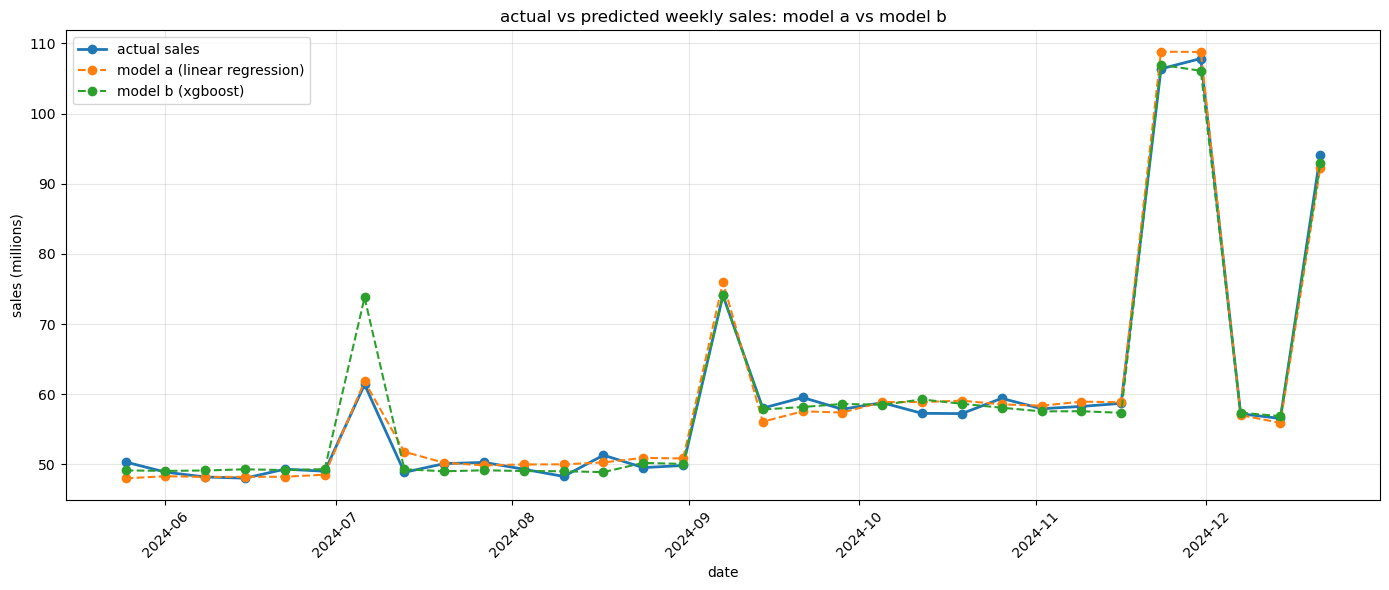 actual vs predicted weekly sales: model a vs model b
actual sales
model a (linear regression)
model b (xgboost)
sales (millions)
110
100
90
80
70
60
50
2024-06
2024-07
2024-08
2024-09
2024-10
2024-11
2024-12
date